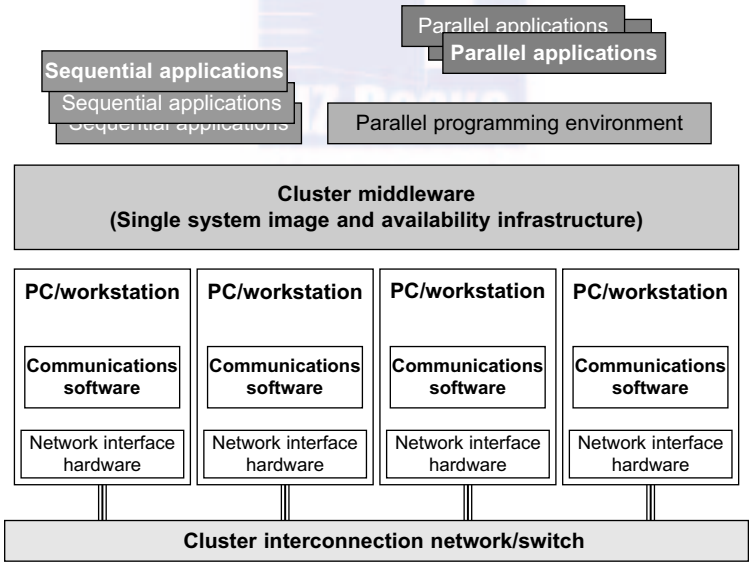 Parallel applications
Parallel applications
Sequential applications
Sequential applications
Sequential applications
Parallel programming environment
Cluster middleware
(Single system image and availability infrastructure)
PC/workstation
PC/workstation
PC/workstation
PC/workstation
Communications
software
Communications
software
Communications
software
Communications
software
Network interface
hardware
Network interface
hardware
Network interface
hardware
Network interface
hardware
Cluster interconnection network/switch